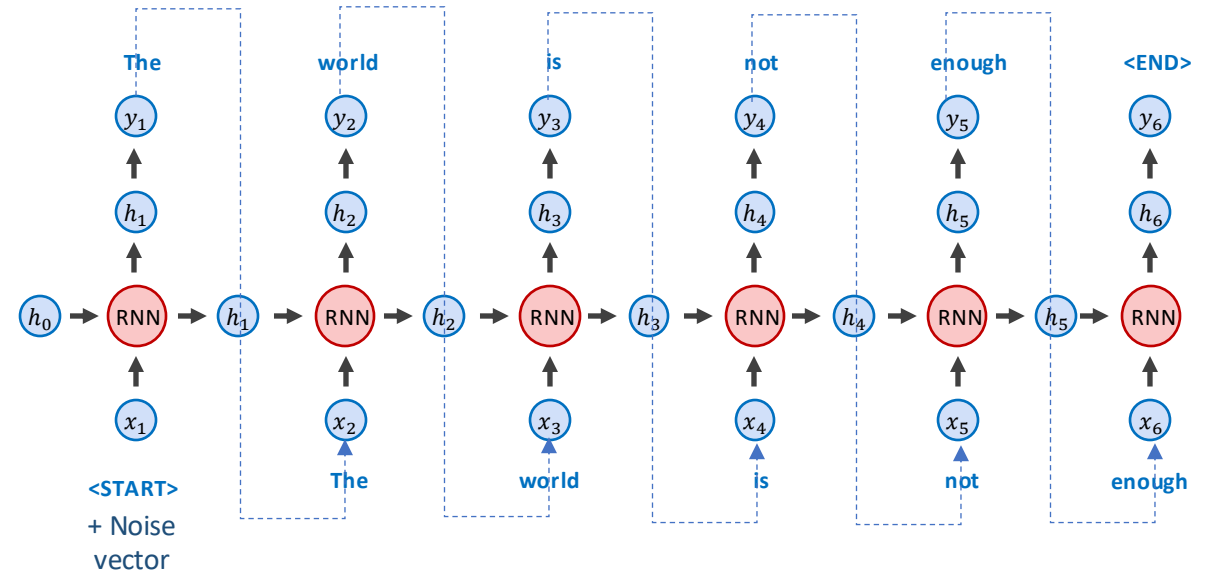 The world is not enough <END>
y₁ y₂ y₃ y₄ y₅ y₆
h₁ h₂ h₃ h₄ h₅ h₆
h₀ RNN h₁ RNN h₂ RNN h₃ RNN h₄ RNN h₅ RNN
x₁ x₂ x₃ x₄ x₅ x₆
<START> The world is not enough
+ Noise
vector